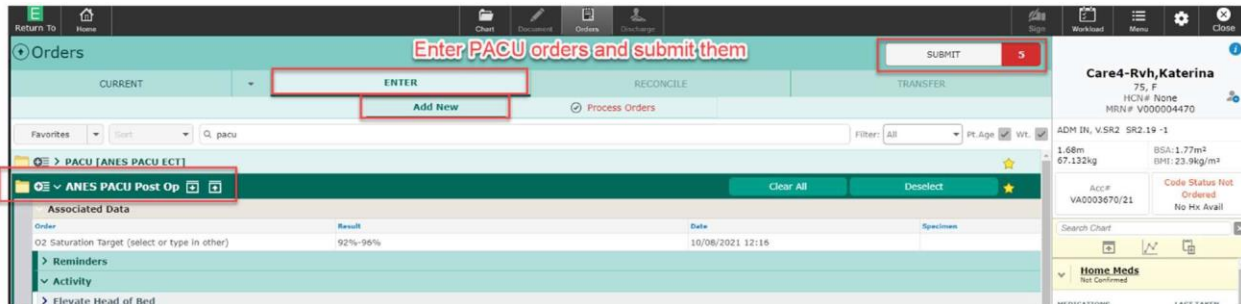 E
Return To
Home
Chart
Document
Orders
Discharge
Sign
Workload
Menu
Close
Orders
Enter PACU orders and submit them
SUBMIT
5
CURRENT
ENTER
RECONCILE
TRANSFER
Add New
Process Orders
Favorites
Sort
pacu
Filter: All
Pt.Age
Wt.
> PACU [ANES PACU ECT]
ANES PACU Post Op
Clear All
Deselect
Associated Data
Order
Result
Date
Specimen
O2 Saturation Target (select or type in other)
92%-96%
10/08/2021 12:16
> Reminders
Activity
> Elevate Head of Bed
Care4-Rvh,Katerina
75, F
HCN# None
MRN# V000004470
ADM IN, V.SR2 SR2.19 -1
1.68m
BSA:1.77m²
67.132kg
BMI:23.9kg/m²
Acc#
VA0003670/21
Code Status Not
Ordered
No Hx Avail
Search Chart
Home Meds
Not Confirmed
MEDICATIONS
LAST TAKEN